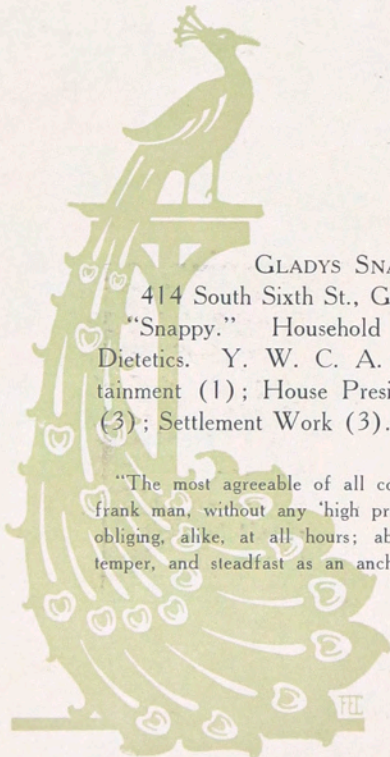 GLADYS SNA
414 South Sixth St., G
"Snappy." Household
Dietetics. Y. W. C. A.
tainment (1); House Presi
(3); Settlement Work (3).
"The most agreeable of all co
frank man, without any 'high pr
obliging, alike, at all hours; ab
temper, and steadfast as an anch
FEC